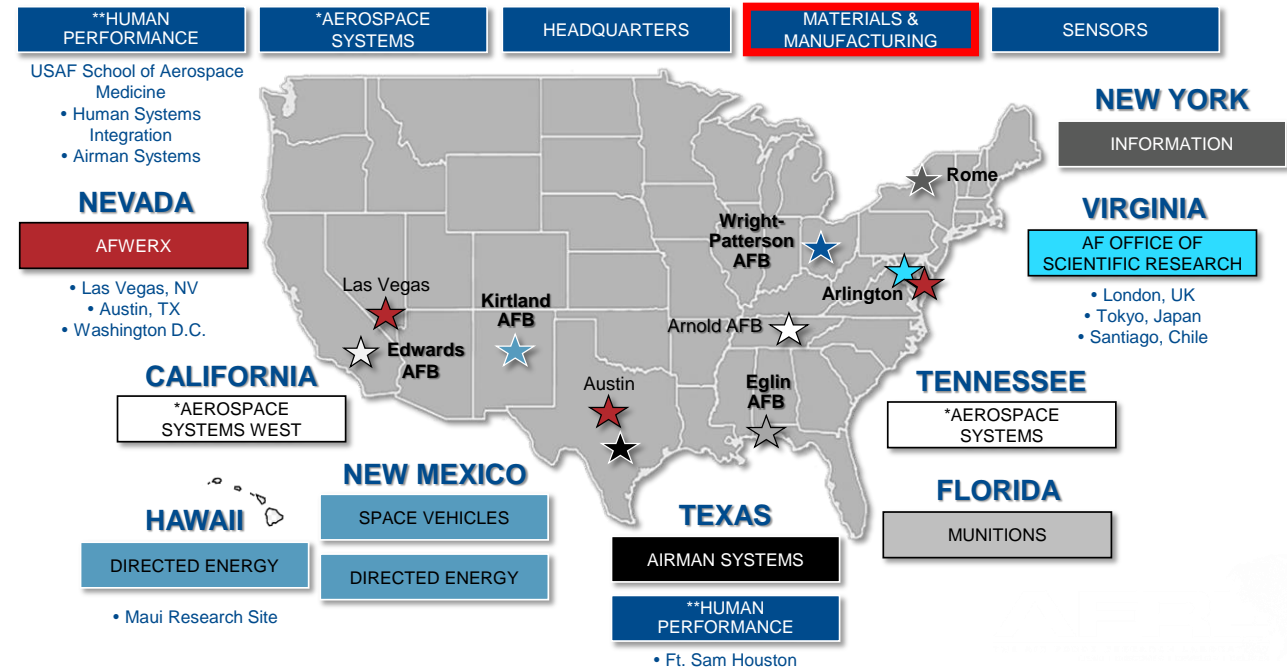 **HUMAN
PERFORMANCE
*AEROSPACE
SYSTEMS
HEADQUARTERS
MATERIALS &
MANUFACTURING
SENSORS
USAF School of Aerospace
Medicine
• Human Systems
Integration
• Airman Systems
NEW YORK
INFORMATION
Rome
NEVADA
AFWERX
• Las Vegas, NV
• Austin, TX
• Washington D.C.
Wright-
Patterson
AFB
VIRGINIA
AF OFFICE OF
SCIENTIFIC RESEARCH
• London, UK
• Tokyo, Japan
• Santiago, Chile
Las Vegas
Kirtland
AFB
Arlington
Arnold AFB
Edwards
AFB
CALIFORNIA
*AEROSPACE
SYSTEMS WEST
Austin
Eglin
AFB
TENNESSEE
*AEROSPACE
SYSTEMS
HAWAII
DIRECTED ENERGY
• Maui Research Site
NEW MEXICO
SPACE VEHICLES
DIRECTED ENERGY
TEXAS
AIRMAN SYSTEMS
**HUMAN
PERFORMANCE
• Ft. Sam Houston
FLORIDA
MUNITIONS